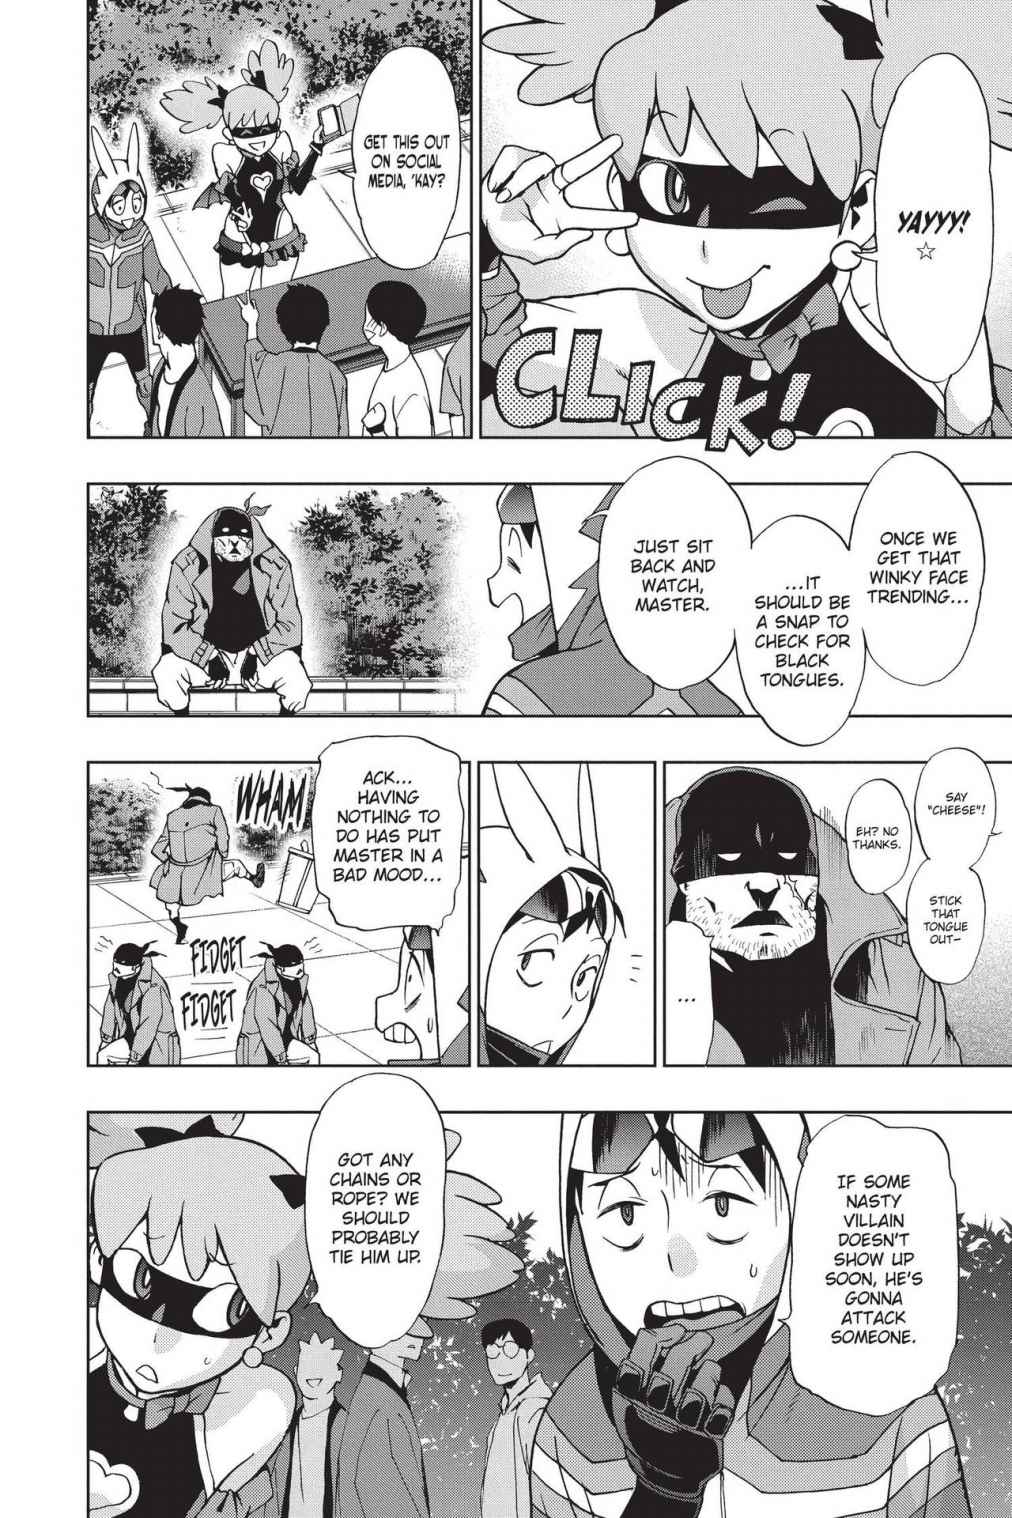 YAYYY!
☆
CLICK!
GET THIS OUT
ON SOCIAL
MEDIA, 'KAY?
ONCE WE
GET THAT
WINKY FACE
TRENDING...
...IT
SHOULD BE
A SNAP TO
CHECK FOR
BLACK
TONGUES.
JUST SIT
BACK AND
WATCH,
MASTER.
SAY
"CHEESE"!
EH? NO
THANKS.
STICK
THAT
TONGUE
OUT–
...
ACK...
HAVING
NOTHING TO
DO HAS PUT
MASTER IN A
BAD MOOD...
WHAM
FIDGET
FIDGET
IF SOME
NASTY
VILLAIN
DOESN'T
SHOW UP
SOON, HE'S
GONNA
ATTACK
SOMEONE.
GOT ANY
CHAINS OR
ROPE? WE
SHOULD
PROBABLY
TIE HIM UP.